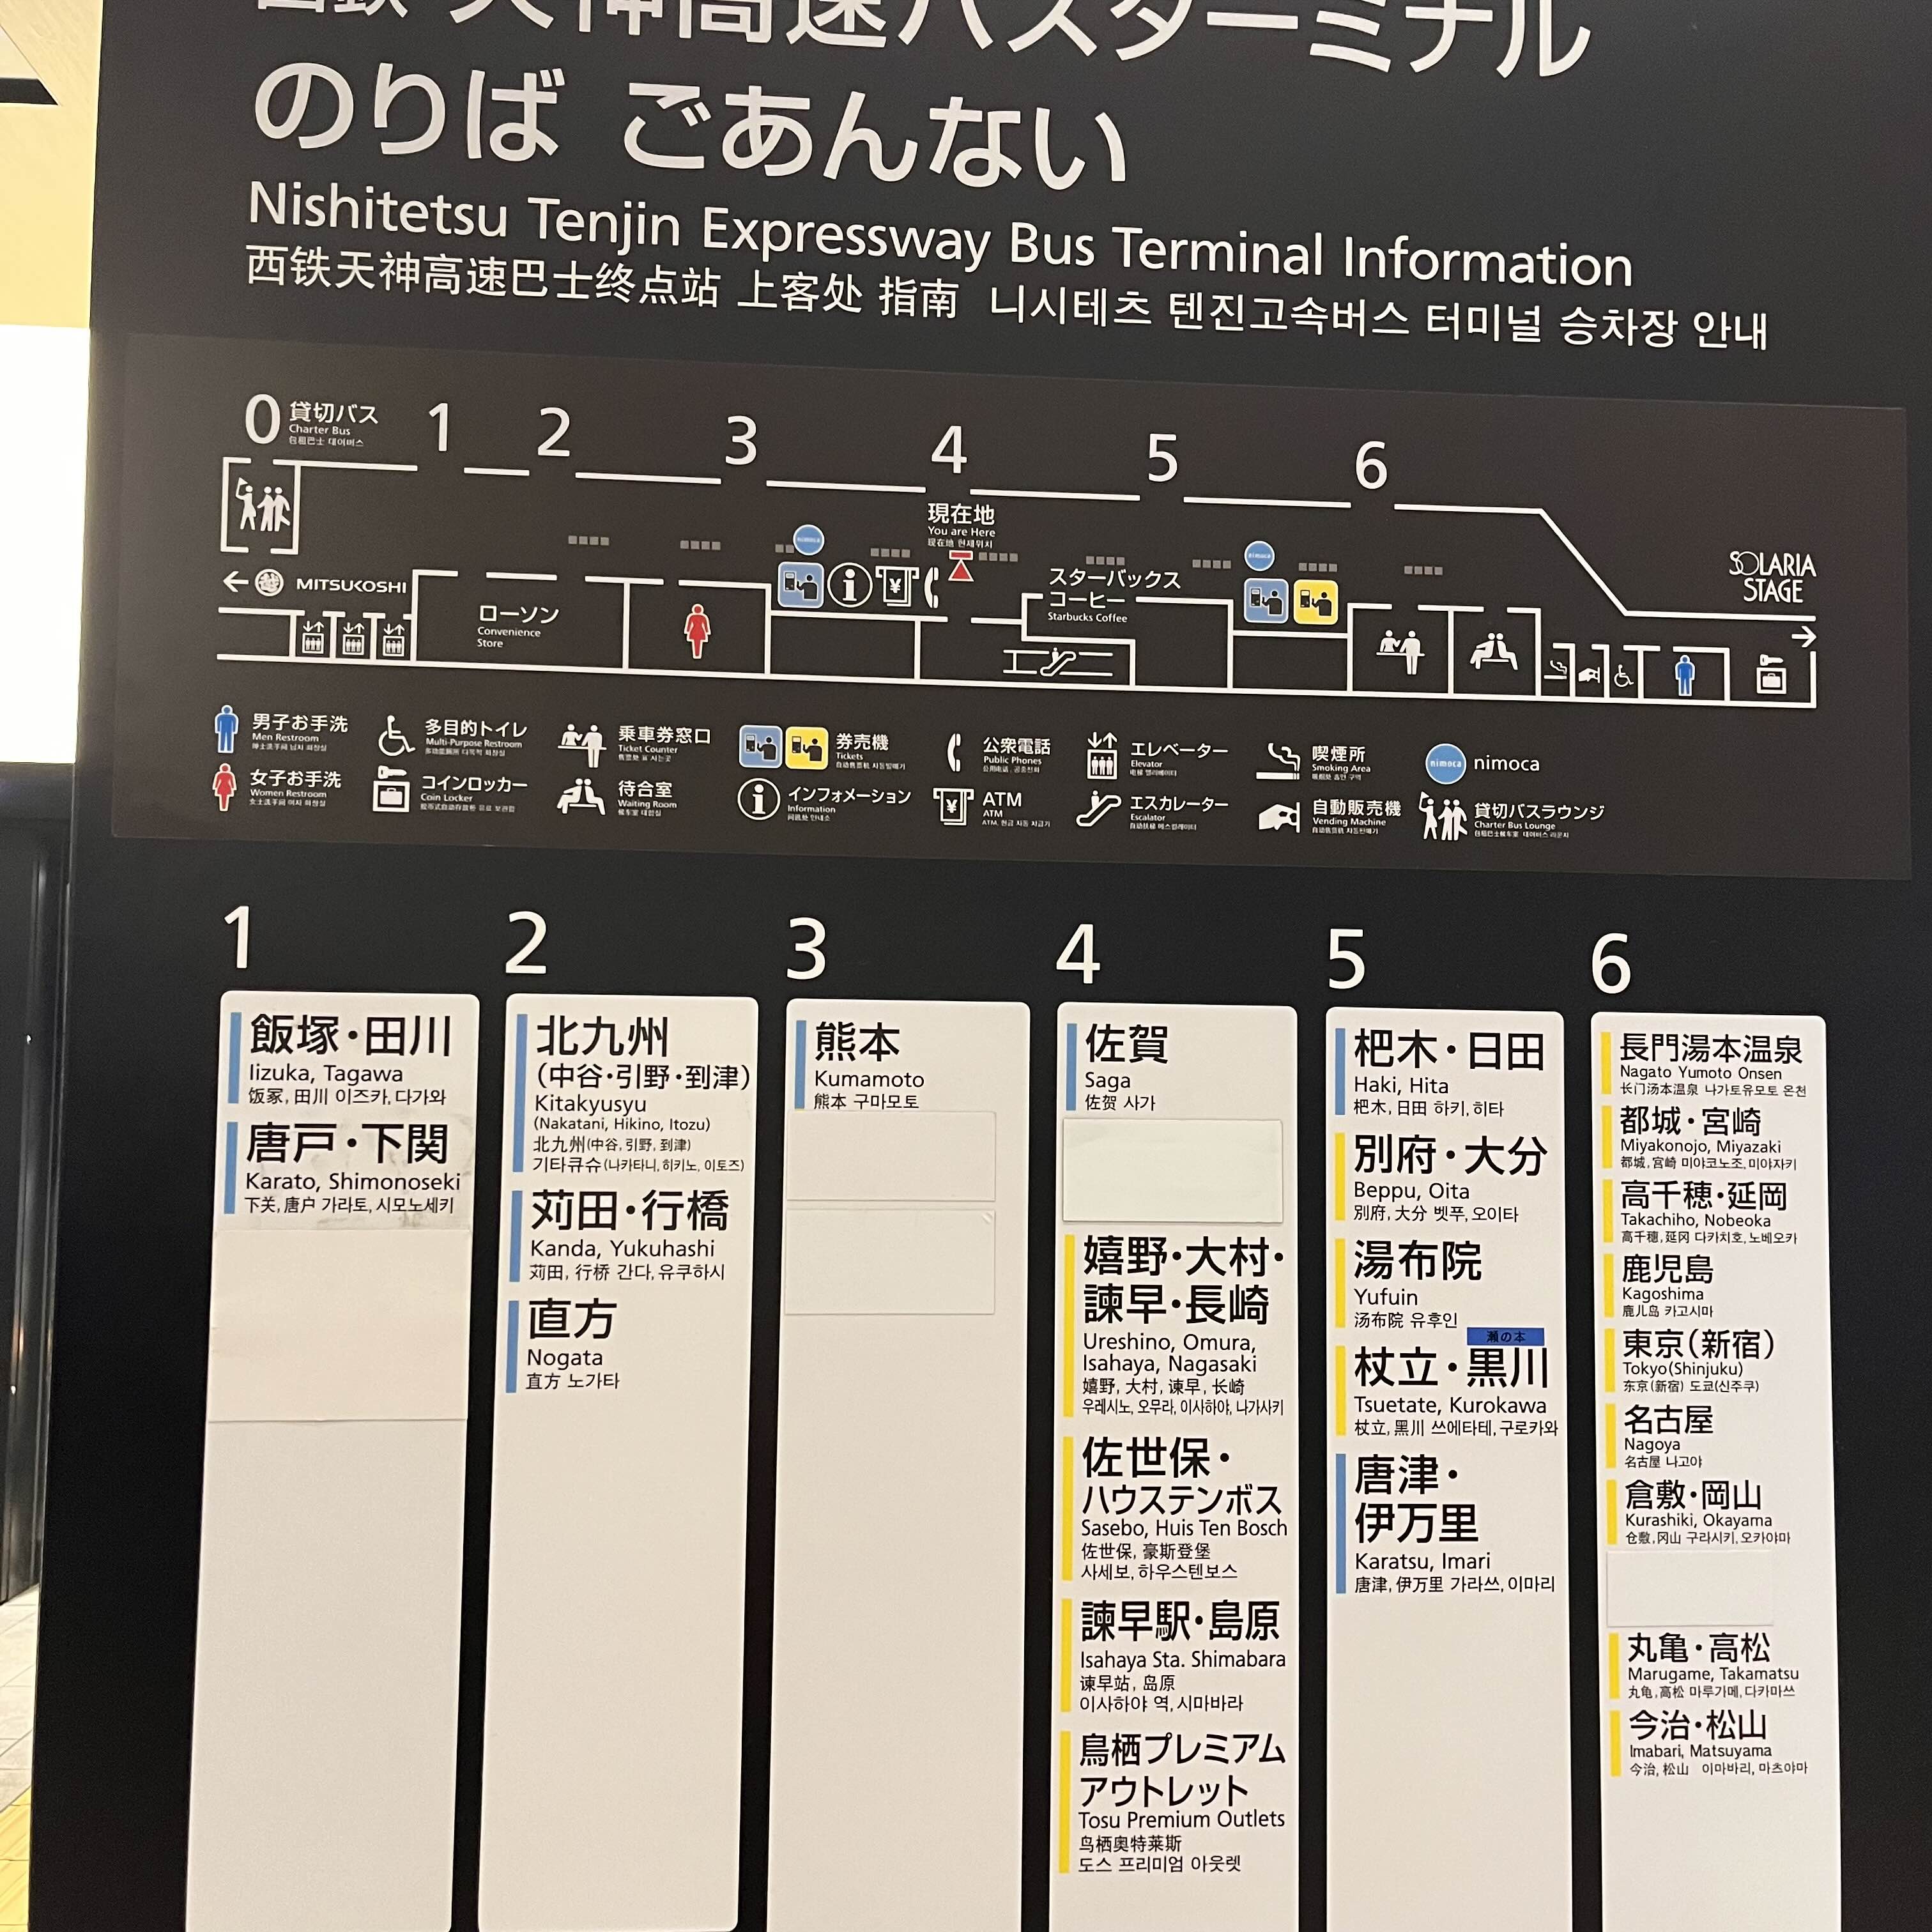 西鉄 天神高速バスターミナル
のりば ごあんない
Nishitetsu Tenjin Expressway Bus Terminal Information
西铁天神高速巴士终点站 上客处 指南 니시테츠 텐진고속버스 터미널 승차장 안내
0 貸切バス
Charter Bus
包租巴士 대여버스
1 2 3 4 5 6
現在地
You are Here
現在地 현재위치
nimoca
nimoca
SOLARIA
STAGE
← MITSUKOSHI
ローソン
Convenience
Store
スターバックス
コーヒー
Starbucks Coffee
男子お手洗
Men Restroom
多目的トイレ
Multi-Purpose Restroom
乗車券窓口
Ticket Counter
券売機
Tickets
公衆電話
Public Phones
エレベーター
Elevator
喫煙所
Smoking Area
nimoca
nimoca
女子お手洗
Women Restroom
コインロッカー
Coin Locker
待合室
Waiting Room
インフォメーション
Information
ATM
ATM
エスカレーター
Escalator
自動販売機
Vending Machine
貸切バスラウンジ
Charter Bus Lounge
1
飯塚・田川
Iizuka, Tagawa
饭冢, 田川 이즈카, 다가와
唐戸・下関
Karato, Shimonoseki
下关, 唐户 가라토, 시모노세키
2
北九州
(中谷・引野・到津)
Kitakyusyu
(Nakatani, Hikino, Itozu)
北九州(中谷, 引野, 到津)
기타큐슈(나카타니, 히키노, 이토즈)
苅田・行橋
Kanda, Yukuhashi
苅田, 行桥 간다, 유쿠하시
直方
Nogata
直方 노가타
3
熊本
Kumamoto
熊本 구마모토
4
佐賀
Saga
佐贺 사가
嬉野・大村・
諫早・長崎
Ureshino, Omura,
Isahaya, Nagasaki
嬉野, 大村, 谏早, 长崎
우레시노, 오무라, 이사하야, 나가사키
佐世保・
ハウステンボス
Sasebo, Huis Ten Bosch
佐世保, 豪斯登堡
사세보, 하우스텐보스
諫早駅・島原
Isahaya Sta. Shimabara
谏早站, 岛原
이사하야 역, 시마바라
鳥栖プレミアム
アウトレット
Tosu Premium Outlets
鸟栖奥特莱斯
도스 프리미엄 아웃렛
5
杷木・日田
Haki, Hita
杷木, 日田 하키, 히타
別府・大分
Beppu, Oita
別府, 大分 벳푸, 오이타
湯布院
Yufuin
汤布院 유후인
瀬の本
杖立・黒川
Tsuetate, Kurokawa
杖立, 黑川 쓰에타테, 구로카와
唐津・
伊万里
Karatsu, Imari
唐津, 伊万里 가라쓰, 이마리
6
長門湯本温泉
Nagato Yumoto Onsen
长门汤本温泉 나가토유모토 온천
都城・宮崎
Miyakonojo, Miyazaki
都城, 宫崎 미야코노조, 미야자키
高千穂・延岡
Takachiho, Nobeoka
高千穗, 延冈 다카치호, 노베오카
鹿児島
Kagoshima
鹿儿岛 카고시마
東京(新宿)
Tokyo(Shinjuku)
东京(新宿) 도쿄(신주쿠)
名古屋
Nagoya
名古屋 나고야
倉敷・岡山
Kurashiki, Okayama
仓敷, 冈山 구라시키, 오카야마
丸亀・高松
Marugame, Takamatsu
丸龟, 高松 마루가메, 다카마쓰
今治・松山
Imabari, Matsuyama
今治, 松山 이마바리, 마츠야마